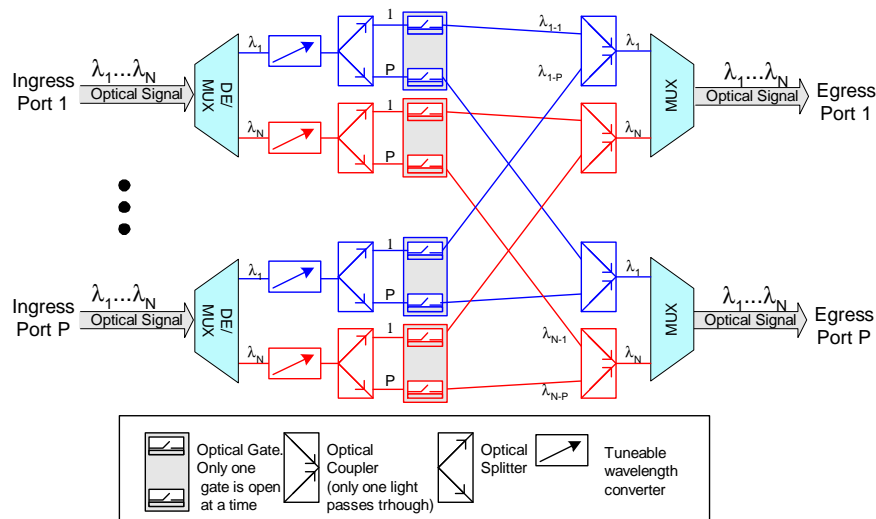 Ingress
Port 1
λ1...λN
Optical Signal
DE/
MUX
λ1
λN
1
P
1
P
λ1-1
λ1-P
λ1
λN
MUX
λ1...λN
Optical Signal
Egress
Port 1
Ingress
Port P
λ1...λN
Optical Signal
DE/
MUX
λ1
λN
1
P
1
P
λN-1
λN-P
λ1
λN
MUX
λ1...λN
Optical Signal
Egress
Port P
Optical Gate.
Only one
gate is open
at a time
Optical
Coupler
(only one light
passes trhough)
Optical
Splitter
Tuneable
wavelength
converter